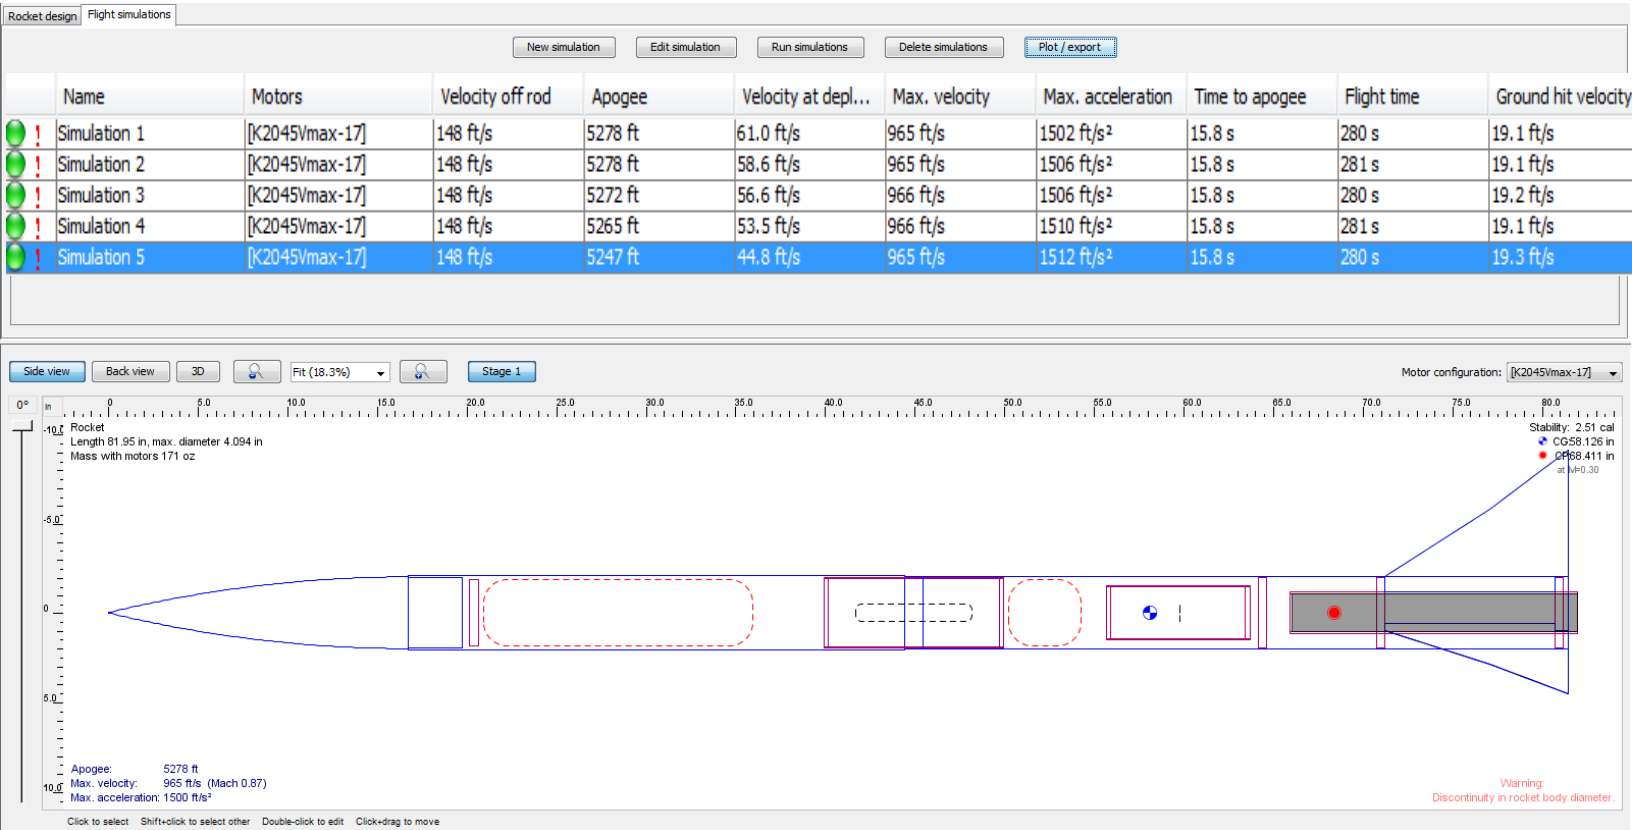 Rocket design Flight simulations
New simulation Edit simulation Run simulations Delete simulations Plot / export
Name Motors Velocity off rod Apogee Velocity at depl... Max. velocity Max. acceleration Time to apogee Flight time Ground hit velocity
! Simulation 1 [K2045Vmax-17] 148 ft/s 5278 ft 61.0 ft/s 965 ft/s 1502 ft/s² 15.8 s 280 s 19.1 ft/s
! Simulation 2 [K2045Vmax-17] 148 ft/s 5278 ft 58.6 ft/s 965 ft/s 1506 ft/s² 15.8 s 281 s 19.1 ft/s
! Simulation 3 [K2045Vmax-17] 148 ft/s 5272 ft 56.6 ft/s 966 ft/s 1506 ft/s² 15.8 s 280 s 19.2 ft/s
! Simulation 4 [K2045Vmax-17] 148 ft/s 5265 ft 53.5 ft/s 966 ft/s 1510 ft/s² 15.8 s 281 s 19.1 ft/s
! Simulation 5 [K2045Vmax-17] 148 ft/s 5247 ft 44.8 ft/s 965 ft/s 1512 ft/s² 15.8 s 280 s 19.3 ft/s
Side view Back view 3D Fit (18.3%) Stage 1 Motor configuration: [K2045Vmax-17]
0° in 0 5.0 10.0 15.0 20.0 25.0 30.0 35.0 40.0 45.0 50.0 55.0 60.0 65.0 70.0 75.0 80.0
-10.0 Rocket Stability: 2.51 cal
Length 81.95 in, max. diameter 4.094 in CG:58.126 in
Mass with motors 171 oz CP:68.411 in
at M=0.30
-5.0
0
5.0
Apogee: 5278 ft
10.0 Max. velocity: 965 ft/s (Mach 0.87) Warning:
Max. acceleration: 1500 ft/s² Discontinuity in rocket body diameter.
Click to select Shift+click to select other Double-click to edit Click+drag to move